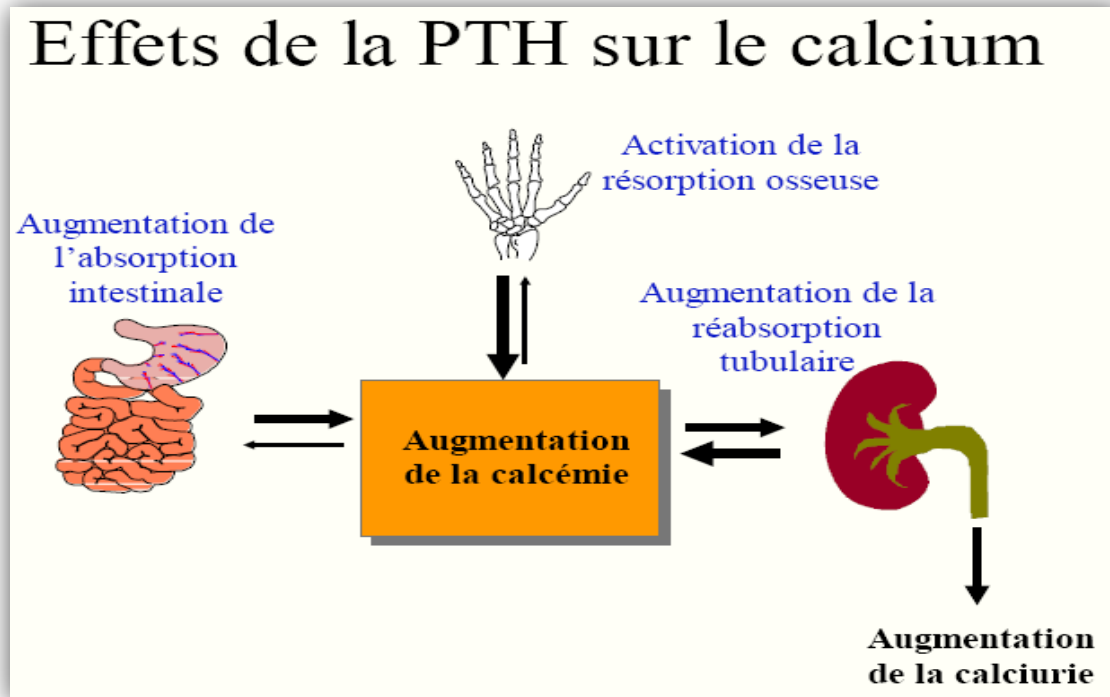 Effets de la PTH sur le calcium
Activation de la
résorption osseuse
Augmentation de
l’absorption
intestinale
Augmentation de la
réabsorption
tubulaire
Augmentation
de la calcémie
Augmentation
de la calciurie